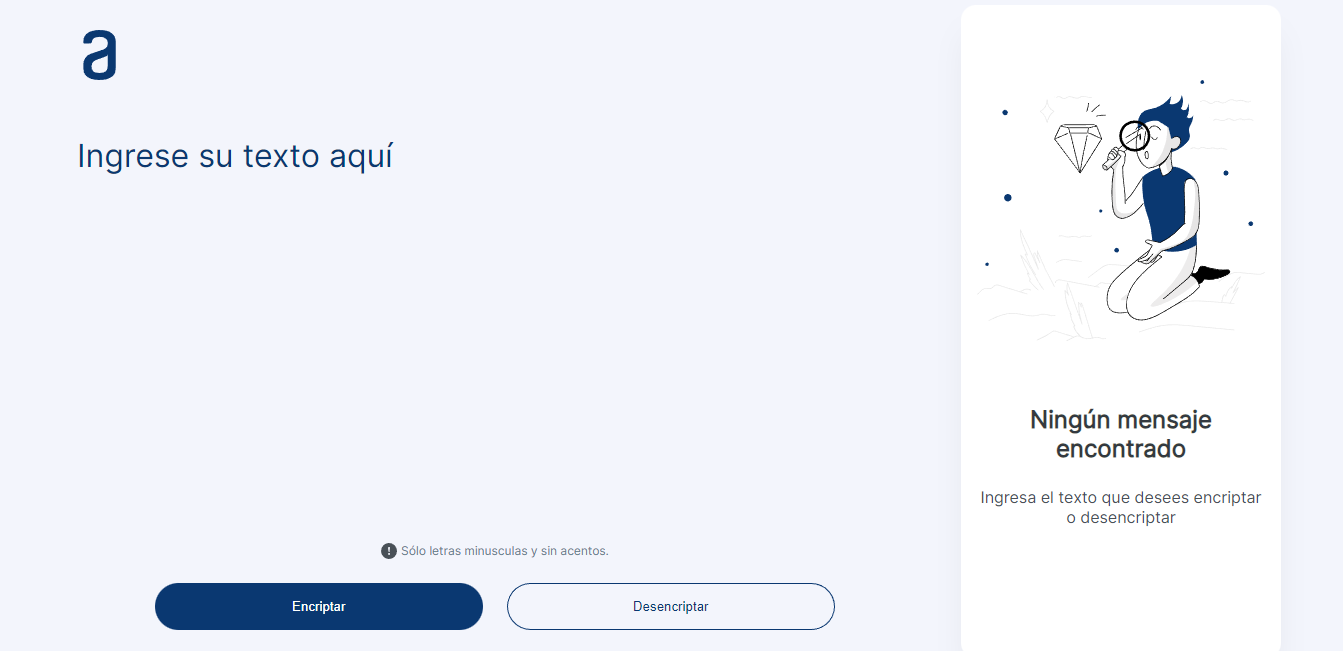 a
Ingrese su texto aquí
Sólo letras minusculas y sin acentos.
Encriptar
Desencriptar
Ningún mensaje
encontrado
Ingresa el texto que desees encriptar
o desencriptar